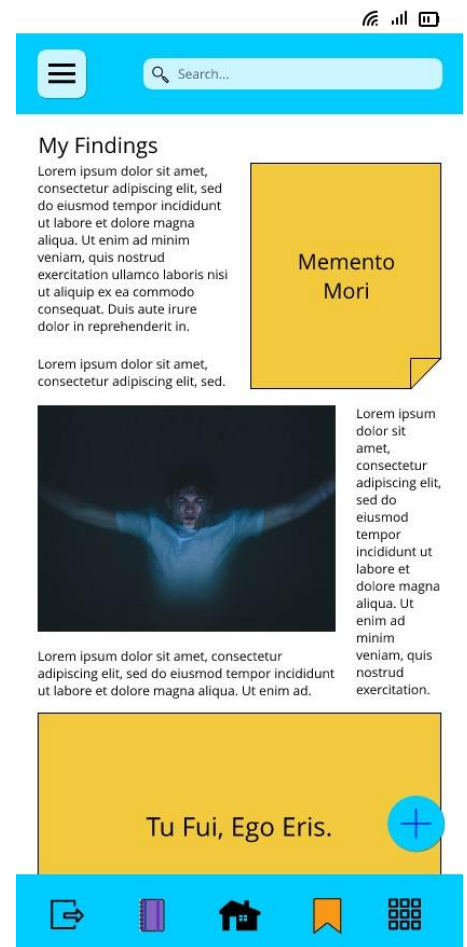 Search...
My Findings
Lorem ipsum dolor sit amet,
consectetur adipiscing elit, sed
do eiusmod tempor incididunt
ut labore et dolore magna
aliqua. Ut enim ad minim
veniam, quis nostrud
exercitation ullamco laboris nisi
ut aliquip ex ea commodo
consequat. Duis aute irure
dolor in reprehenderit in.
Lorem ipsum dolor sit amet,
consectetur adipiscing elit, sed.
Memento
Mori
Lorem ipsum
dolor sit
amet,
consectetur
adipiscing elit,
sed do
eiusmod
tempor
incididunt ut
labore et
dolore magna
aliqua. Ut
enim ad
minim
veniam, quis
nostrud
exercitation.
Lorem ipsum dolor sit amet, consectetur
adipiscing elit, sed do eiusmod tempor incididunt
ut labore et dolore magna aliqua. Ut enim ad.
Tu Fui, Ego Eris.